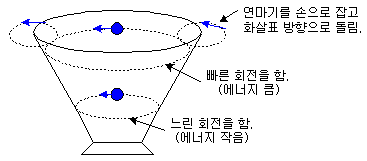 연마기를 손으로 잡고
화살표 방향으로 돌림.
빠른 회전을 함.
(에너지 큼)
느린 회전을 함.
(에너지 작음)